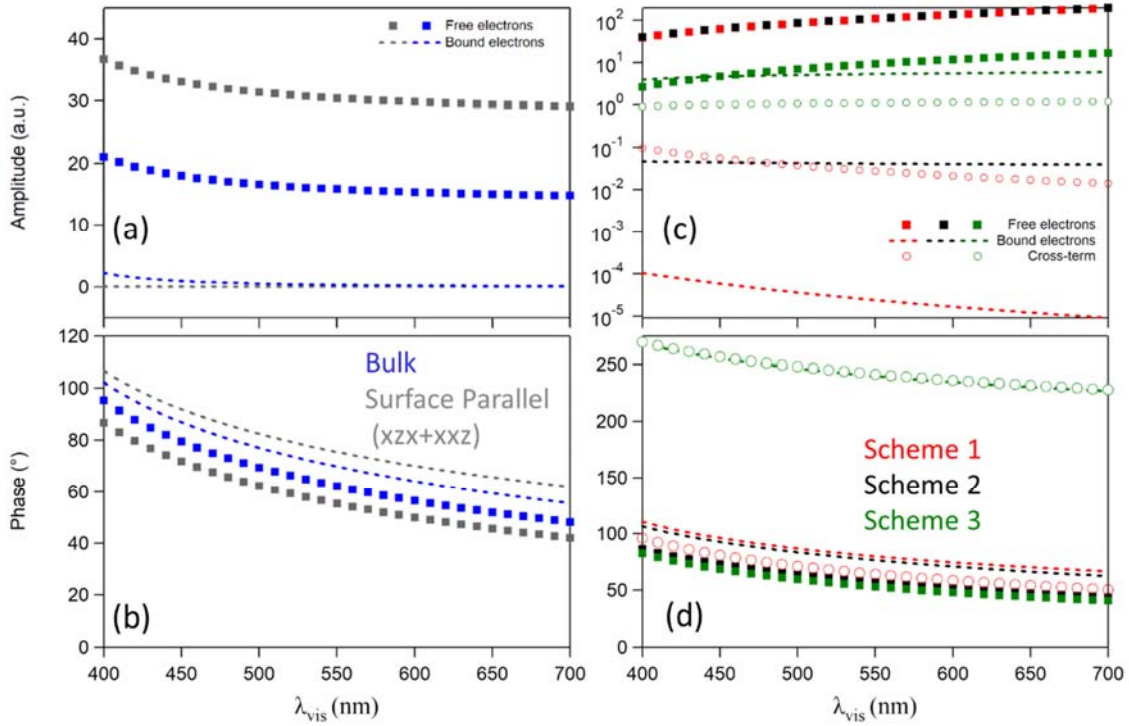 Amplitude (a.u.)
40
30
20
10
0
Free electrons
Bound electrons
(a)
10²
10¹
10⁰
10⁻¹
10⁻²
10⁻³
10⁻⁴
10⁻⁵
(c)
Free electrons
Bound electrons
Cross-term
Phase (°)
120
100
80
60
40
20
0
Bulk
Surface Parallel
(xzx+xxz)
(b)
400 450 500 550 600 650 700
λvis (nm)
250
200
150
100
50
0
Scheme 1
Scheme 2
Scheme 3
(d)
400 450 500 550 600 650 700
λvis (nm)